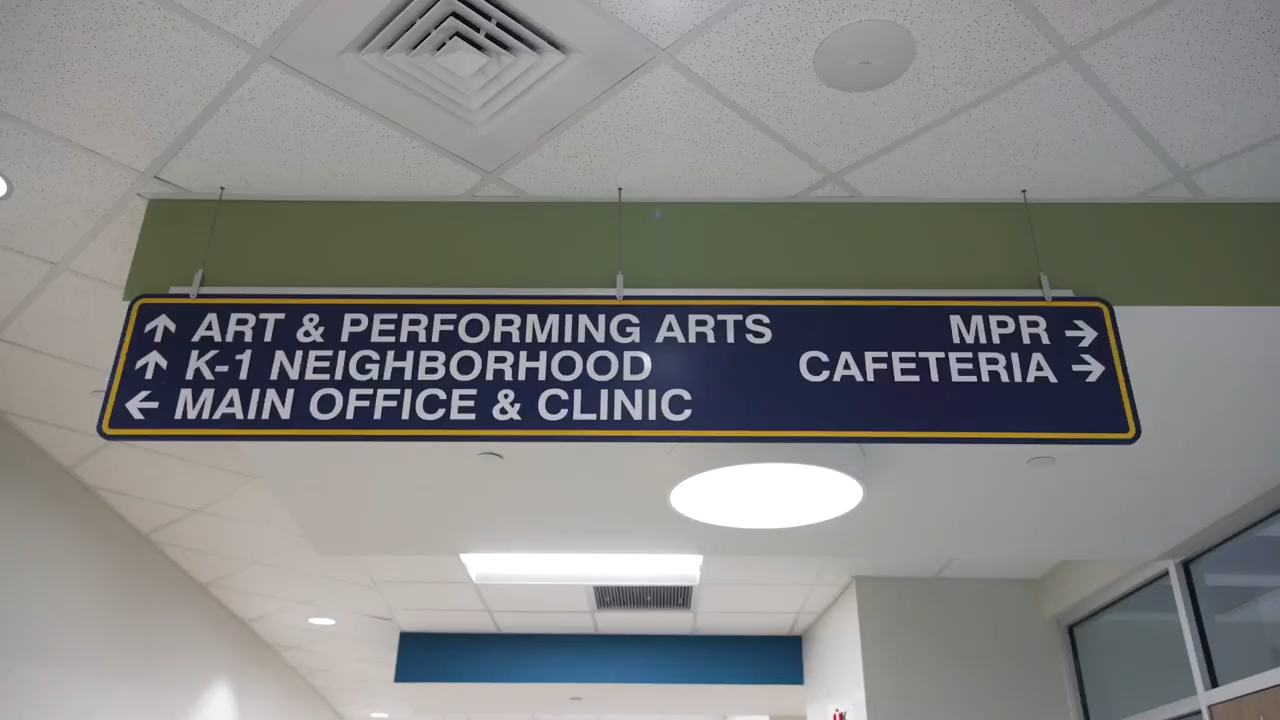 ↑ ART & PERFORMING ARTS
↑ K-1 NEIGHBORHOOD
← MAIN OFFICE & CLINIC
MPR →
CAFETERIA →